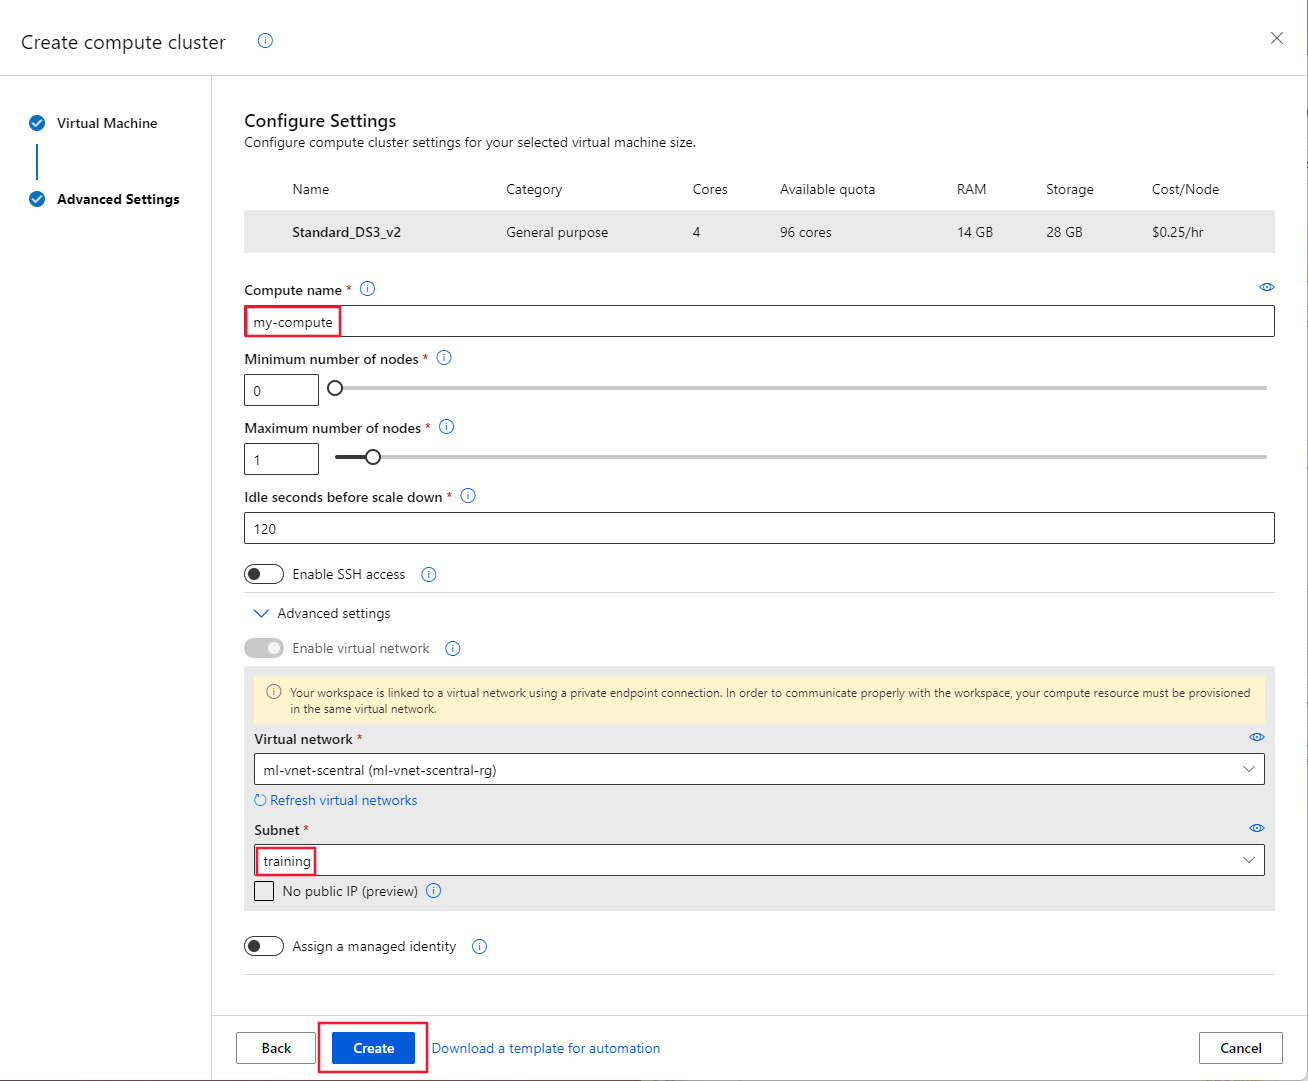 Create compute cluster
Virtual Machine
Advanced Settings
Configure Settings
Configure compute cluster settings for your selected virtual machine size.
Name Category Cores Available quota RAM Storage Cost/Node
Standard_DS3_v2 General purpose 4 96 cores 14 GB 28 GB $0.25/hr
Compute name *
my-compute
Minimum number of nodes *
0
Maximum number of nodes *
1
Idle seconds before scale down *
120
Enable SSH access
Advanced settings
Enable virtual network
Your workspace is linked to a virtual network using a private endpoint connection. In order to communicate properly with the workspace, your compute resource must be provisioned
in the same virtual network.
Virtual network *
ml-vnet-scentral (ml-vnet-scentral-rg)
Refresh virtual networks
Subnet *
training
No public IP (preview)
Assign a managed identity
Back Create Download a template for automation Cancel